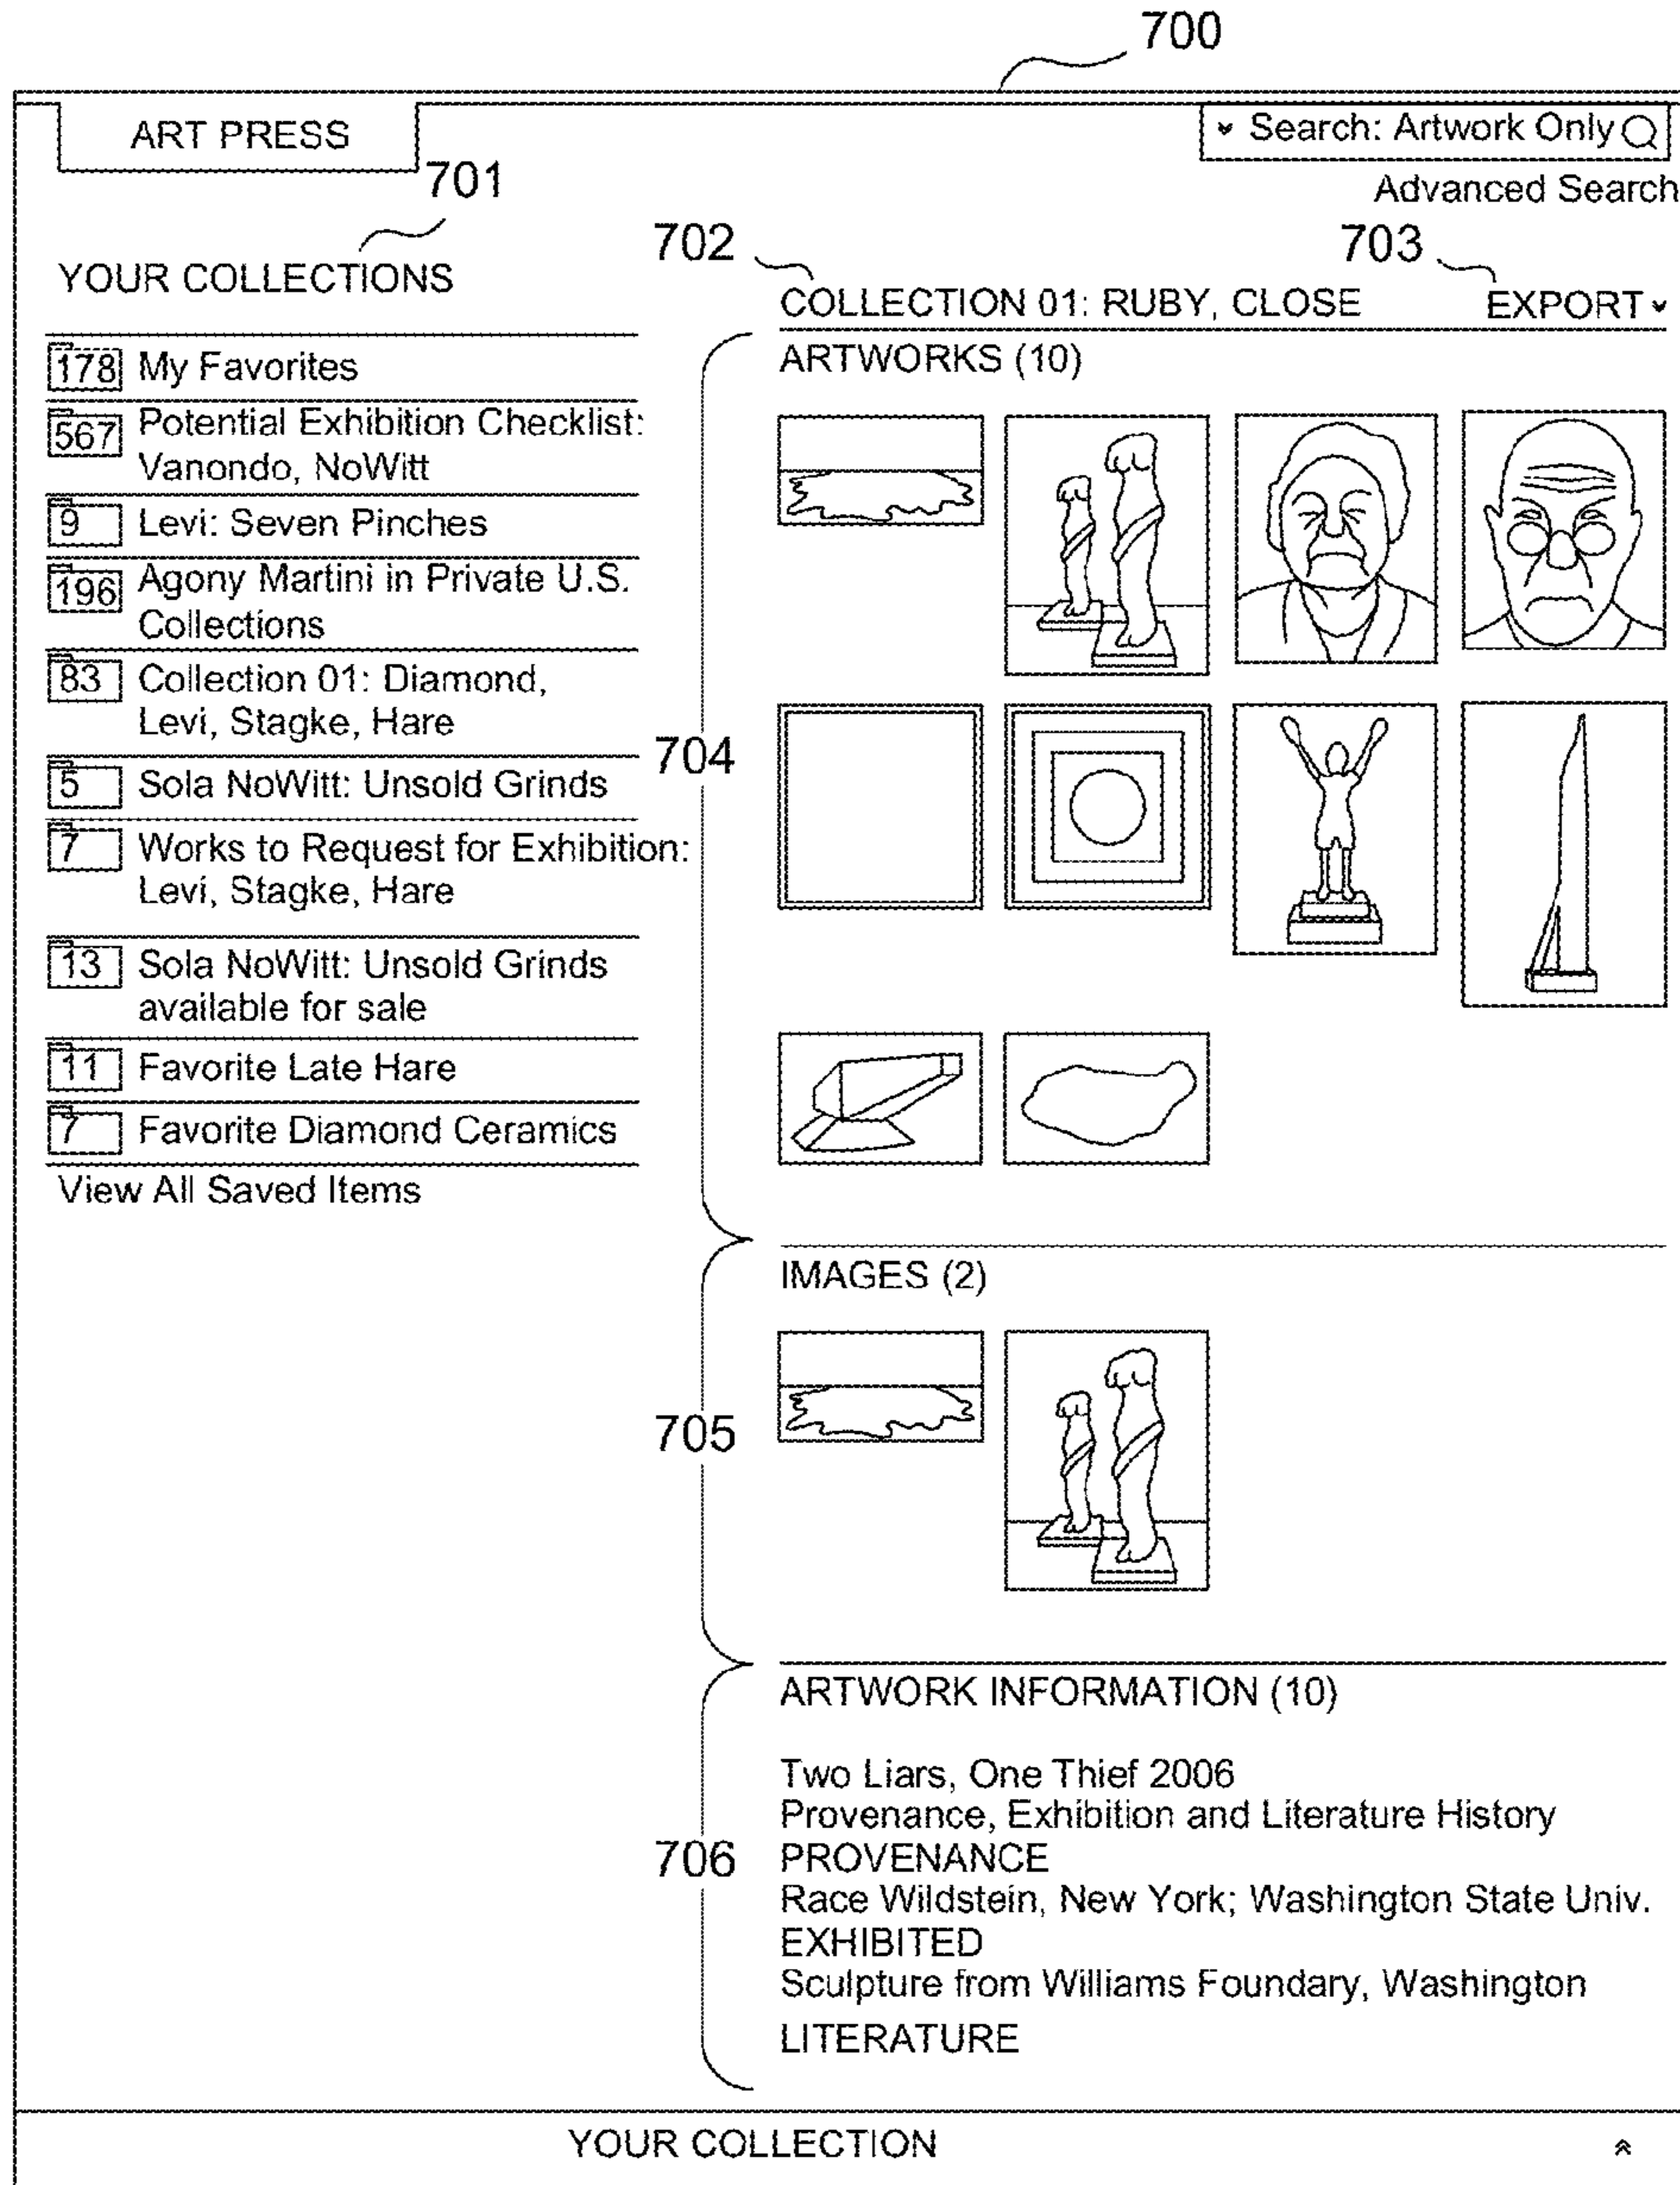 700
ART PRESS
Search: Artwork Only
Advanced Search
701
YOUR COLLECTIONS
178 My Favorites
567 Potential Exhibition Checklist:
Vanondo, NoWitt
9 Levi: Seven Pinches
196 Agony Martini in Private U.S.
Collections
83 Collection 01: Diamond,
Levi, Stagke, Hare
5 Sola NoWitt: Unsold Grinds
7 Works to Request for Exhibition:
Levi, Stagke, Hare
13 Sola NoWitt: Unsold Grinds
available for sale
11 Favorite Late Hare
7 Favorite Diamond Ceramics
View All Saved Items
702
703
COLLECTION 01: RUBY, CLOSE
EXPORT
ARTWORKS (10)
704
IMAGES (2)
705
ARTWORK INFORMATION (10)
Two Liars, One Thief 2006
Provenance, Exhibition and Literature History
706
PROVENANCE
Race Wildstein, New York; Washington State Univ.
EXHIBITED
Sculpture from Williams Foundary, Washington
LITERATURE
YOUR COLLECTION